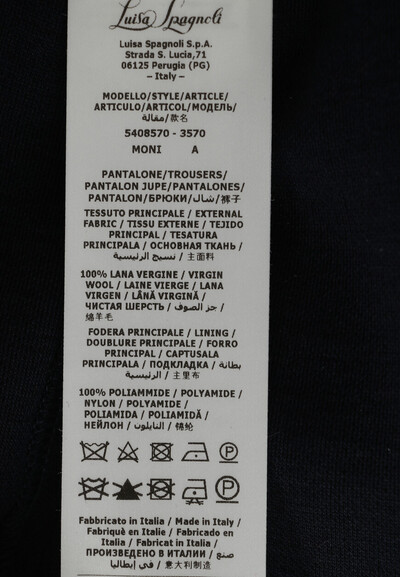 Luisa Spagnoli
Luisa Spagnoli S.p.A.
Strada S. Lucia,71
06125 Perugia (PG)
– Italy –
MODELLO/STYLE/ARTICLE/
ARTICULO/ARTICOL/МОДЕЛЬ/
مقالة/款名
5408570 - 3570
MONI A
PANTALONE/TROUSERS/
PANTALON JUPE/PANTALONES/
PANTALON/БРЮКИ/شال/裤子
TESSUTO PRINCIPALE / EXTERNAL
FABRIC / TISSU EXTERNE / TEJIDO
PRINCIPAL / TESATURA
PRINCIPALA / ОСНОВНАЯ ТКАНЬ /
نسيج الرئيسية / 主面料
100% LANA VERGINE / VIRGIN
WOOL / LAINE VIERGE / LANA
VIRGEN / LÂNĂ VIRGINĂ /
ЧИСТАЯ ШЕРСТЬ / جز الصوف /
绵羊毛
FODERA PRINCIPALE / LINING /
DOUBLURE PRINCIPALE / FORRO
PRINCIPAL / CAPTUSALA
PRINCIPALA / ПОДКЛАДКА / بطانة
الرئيسية / 主里布
100% POLIAMMIDE / POLYAMIDE /
NYLON / POLYAMIDE /
POLIAMIDA / POLIAMIDĂ /
НЕЙЛОН / النايلون / 锦纶
P
P
Fabbricato in Italia / Made in Italy /
Fabriqué en Italie / Fabricado en
Italia / Fabricat in Italia /
ПРОИЗВЕДЕНО В ИТАЛИИ / صنع
في إيطاليا / 意大利制造